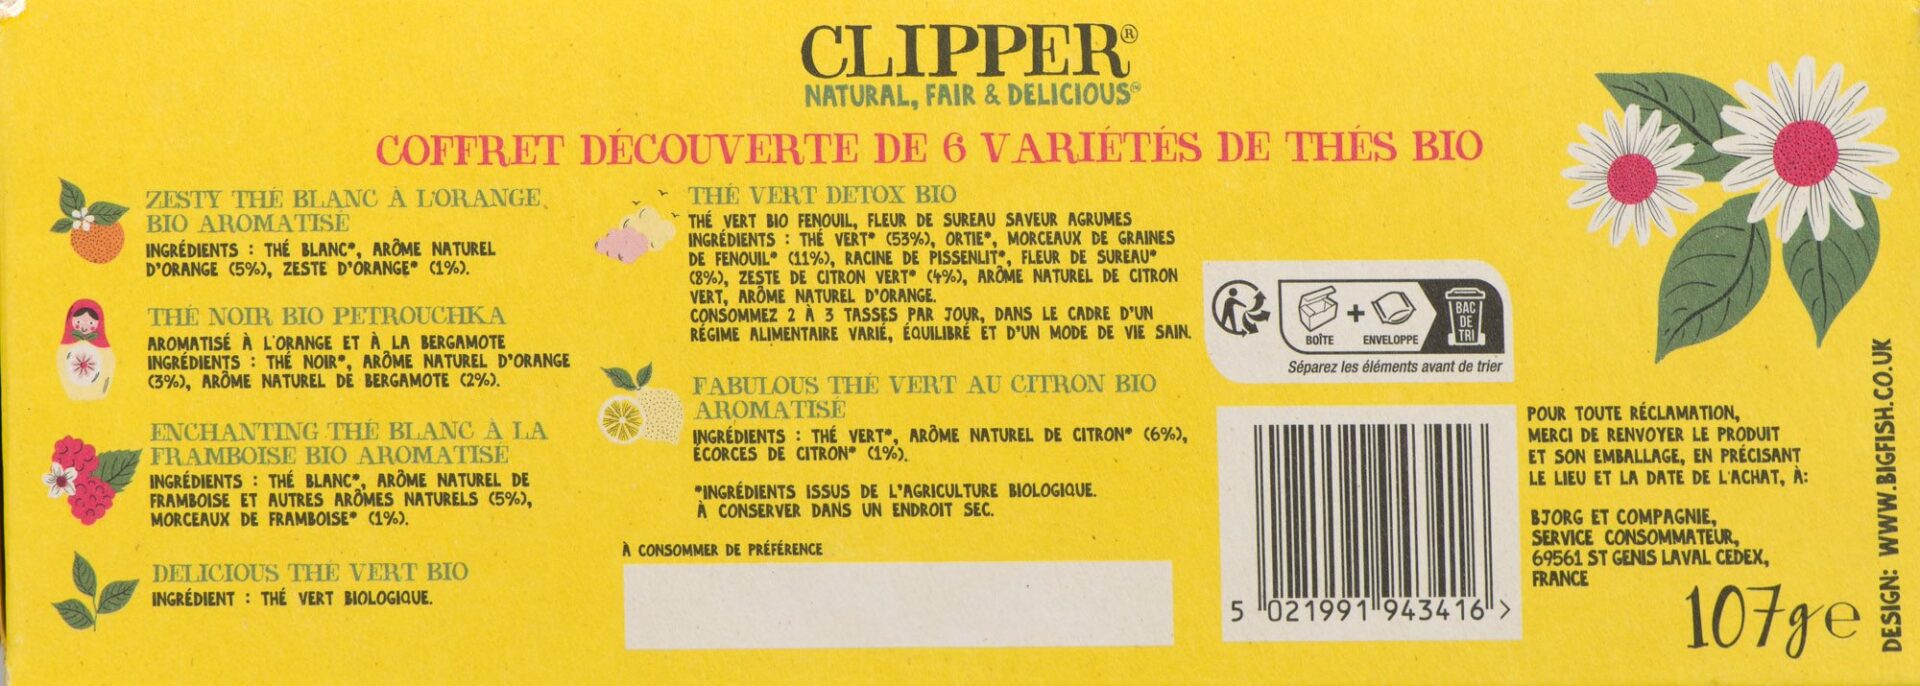 CLIPPER®
NATURAL, FAIR & DELICIOUS™
COFFRET DÉCOUVERTE DE 6 VARIÉTÉS DE THÉS BIO
ZESTY THÉ BLANC À L'ORANGE,
BIO AROMATISÉ
INGRÉDIENTS : THÉ BLANC*, ARÔME NATUREL
D'ORANGE (5%), ZESTE D'ORANGE* (1%).
THÉ NOIR BIO PETROUCHKA
AROMATISÉ À L'ORANGE ET À LA BERGAMOTE
INGRÉDIENTS : THÉ NOIR*, ARÔME NATUREL D'ORANGE
(3%), ARÔME NATUREL DE BERGAMOTE (2%).
ENCHANTING THÉ BLANC À LA
FRAMBOISE BIO AROMATISÉ
INGRÉDIENTS : THÉ BLANC*, ARÔME NATUREL DE
FRAMBOISE ET AUTRES ARÔMES NATURELS (5%),
MORCEAUX DE FRAMBOISE* (1%).
DELICIOUS THÉ VERT BIO
INGRÉDIENT : THÉ VERT BIOLOGIQUE.
THÉ VERT DETOX BIO
THÉ VERT BIO FENOUIL, FLEUR DE SUREAU SAVEUR AGRUMES
INGRÉDIENTS : THÉ VERT* (53%), ORTIE*, MORCEAUX DE GRAINES
DE FENOUIL* (11%), RACINE DE PISSENLIT*, FLEUR DE SUREAU*
(8%), ZESTE DE CITRON VERT* (4%), ARÔME NATUREL DE CITRON
VERT, ARÔME NATUREL D'ORANGE.
CONSOMMEZ 2 À 3 TASSES PAR JOUR, DANS LE CADRE D'UN
RÉGIME ALIMENTAIRE VARIÉ, ÉQUILIBRÉ ET D'UN MODE DE VIE SAIN.
FABULOUS THÉ VERT AU CITRON BIO
AROMATISÉ
INGRÉDIENTS : THÉ VERT*, ARÔME NATUREL DE CITRON* (6%),
ÉCORCES DE CITRON* (1%).
*INGRÉDIENTS ISSUS DE L'AGRICULTURE BIOLOGIQUE.
À CONSERVER DANS UN ENDROIT SEC.
À CONSOMMER DE PRÉFÉRENCE
BOÎTE + ENVELOPPE
BAC
DE
TRI
Séparez les éléments avant de trier
5 021991 943416 >
POUR TOUTE RÉCLAMATION,
MERCI DE RENVOYER LE PRODUIT
ET SON EMBALLAGE, EN PRÉCISANT
LE LIEU ET LA DATE DE L'ACHAT, À:
BJORG ET COMPAGNIE,
SERVICE CONSOMMATEUR,
69561 ST GENIS LAVAL CEDEX,
FRANCE
107g e
DESIGN: WWW.BIGFISH.CO.UK